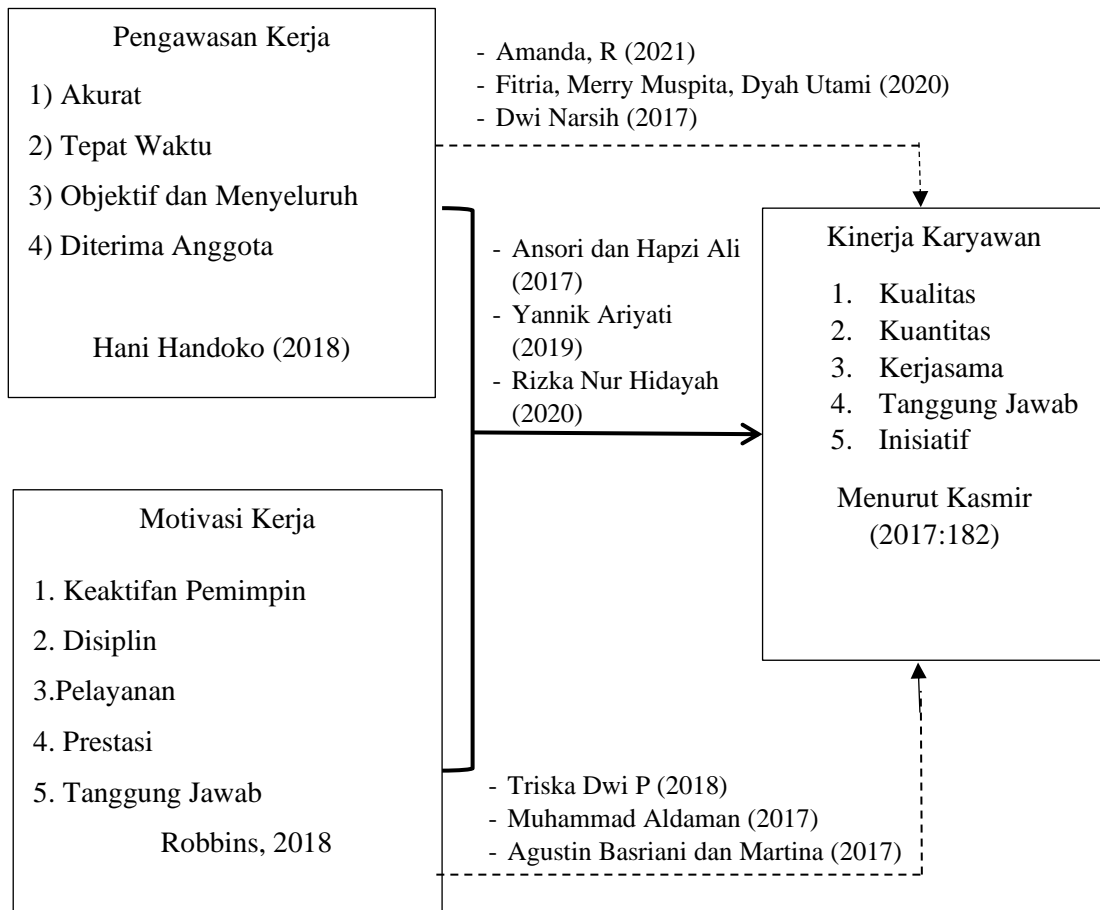 Pengawasan Kerja
1) Akurat
2) Tepat Waktu
3) Objektif dan Menyeluruh
4) Diterima Anggota
Hani Handoko (2018)
- Amanda, R (2021)
- Fitria, Merry Muspita, Dyah Utami (2020)
- Dwi Narsih (2017)
- Ansori dan Hapzi Ali
(2017)
- Yannik Ariyati
(2019)
- Rizka Nur Hidayah
(2020)
Kinerja Karyawan
1. Kualitas
2. Kuantitas
3. Kerjasama
4. Tanggung Jawab
5. Inisiatif
Menurut Kasmir
(2017:182)
Motivasi Kerja
1. Keaktifan Pemimpin
2. Disiplin
3.Pelayanan
4. Prestasi
5. Tanggung Jawab
Robbins, 2018
- Triska Dwi P (2018)
- Muhammad Aldaman (2017)
- Agustin Basriani dan Martina (2017)